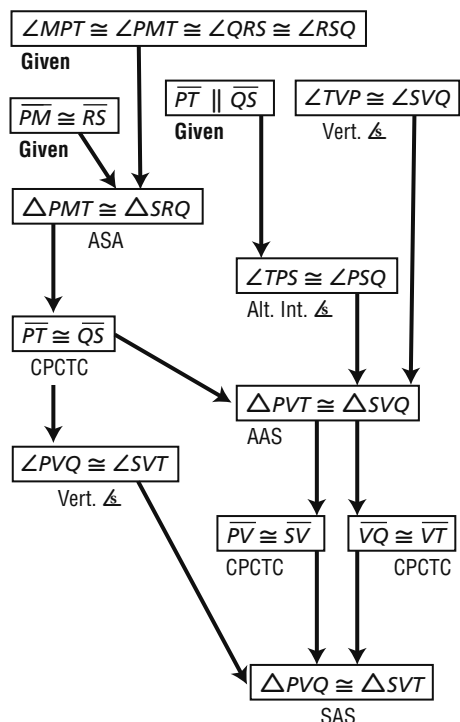 ∠MPT ≅ ∠PMT ≅ ∠QRS ≅ ∠RSQ
Given
PM ≅ RS
Given
PT || QS
Given
∠TVP ≅ ∠SVQ
Vert. ∠s
△PMT ≅ △SRQ
ASA
∠TPS ≅ ∠PSQ
Alt. Int. ∠s
PT ≅ QS
CPCTC
△PVT ≅ △SVQ
AAS
∠PVQ ≅ ∠SVT
Vert. ∠s
PV ≅ SV
CPCTC
VQ ≅ VT
CPCTC
△PVQ ≅ △SVT
SAS